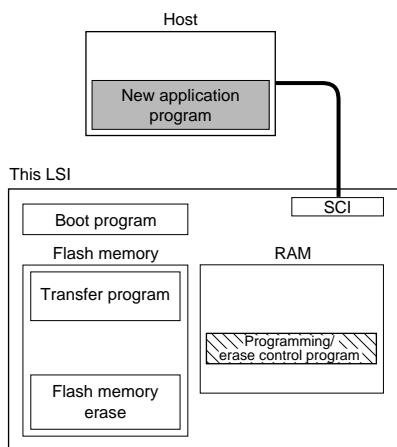 Host
New application
program
This LSI
SCI
Boot program
Flash memory
RAM
Transfer program
Programming/
erase control program
Flash memory
erase